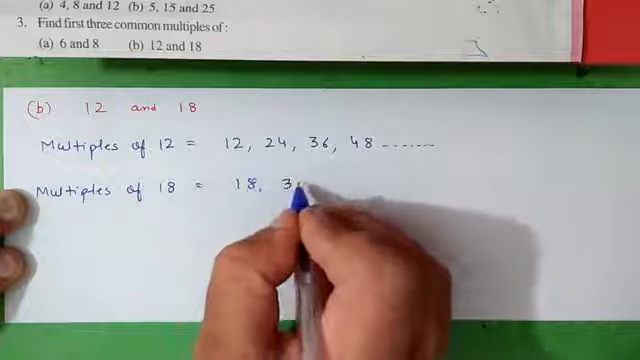 (a) 4, 8 and 12 (b) 5, 15 and 25
3. Find first three common multiples of :
(a) 6 and 8 (b) 12 and 18
(b) 12 and 18
Multiples of 12 = 12, 24, 36, 48 -------
Multiples of 18 = 18, 3